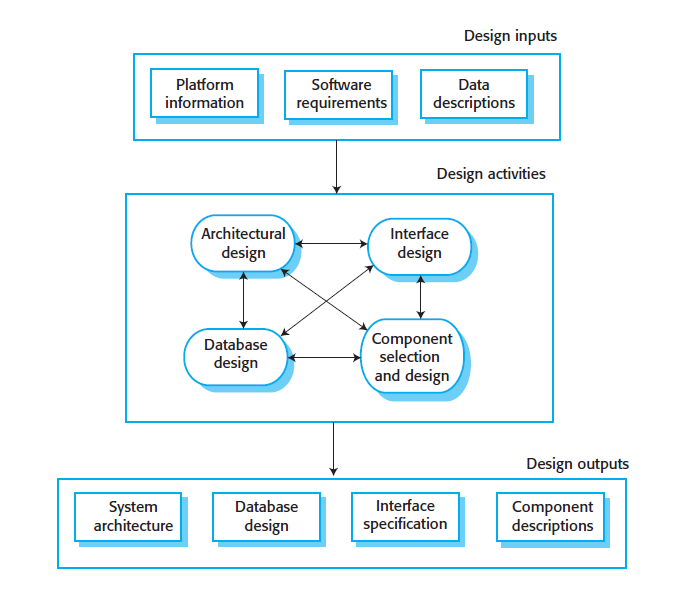 Design inputs
Platform
information
Software
requirements
Data
descriptions
Design activities
Architectural
design
Interface
design
Database
design
Component
selection
and design
Design outputs
System
architecture
Database
design
Interface
specification
Component
descriptions